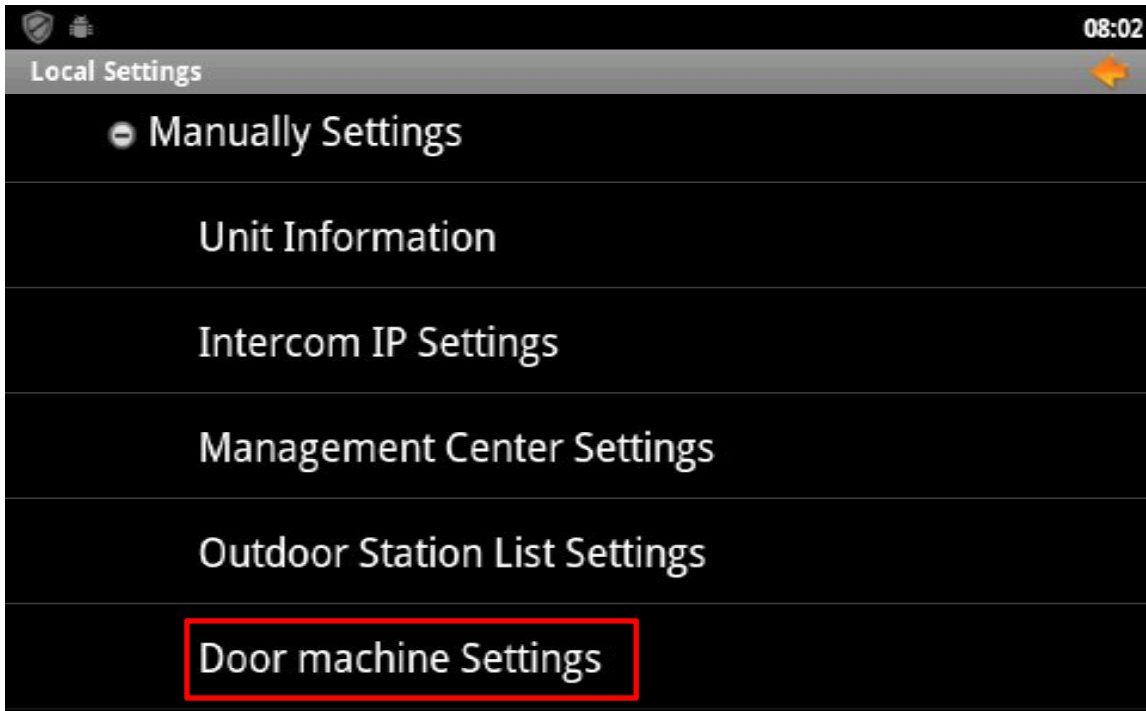 08:02
Local Settings
Manually Settings
Unit Information
Intercom IP Settings
Management Center Settings
Outdoor Station List Settings
Door machine Settings